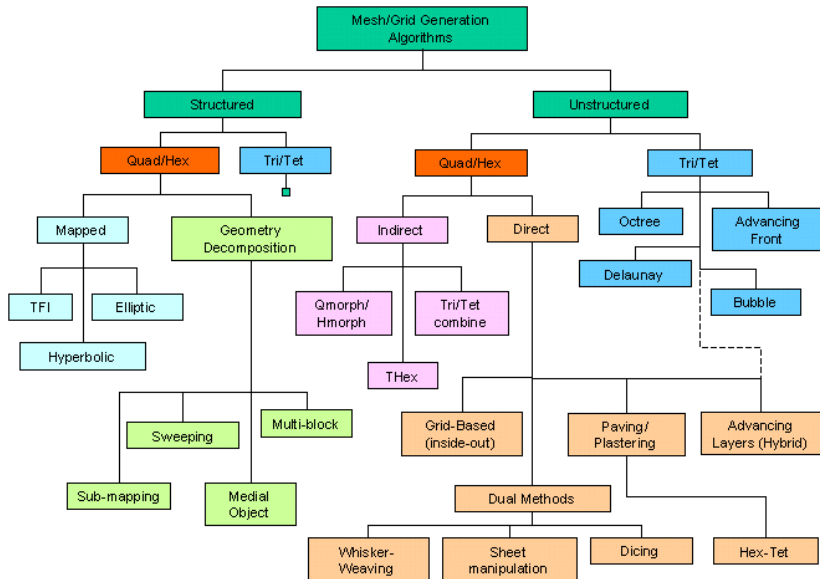 Mesh/Grid Generation
Algorithms
Structured
Unstructured
Quad/Hex
Tri/Tet
Quad/Hex
Tri/Tet
Mapped
Geometry
Decomposition
Indirect
Direct
Octree
Advancing
Front
Delaunay
Bubble
TFI
Elliptic
Hyperbolic
Qmorph/
Hmorph
Tri/Tet
combine
THex
Sweeping
Multi-block
Sub-mapping
Medial
Object
Grid-Based
(inside-out)
Paving/
Plastering
Advancing
Layers (Hybrid)
Dual Methods
Whisker-
Weaving
Sheet
manipulation
Dicing
Hex-Tet